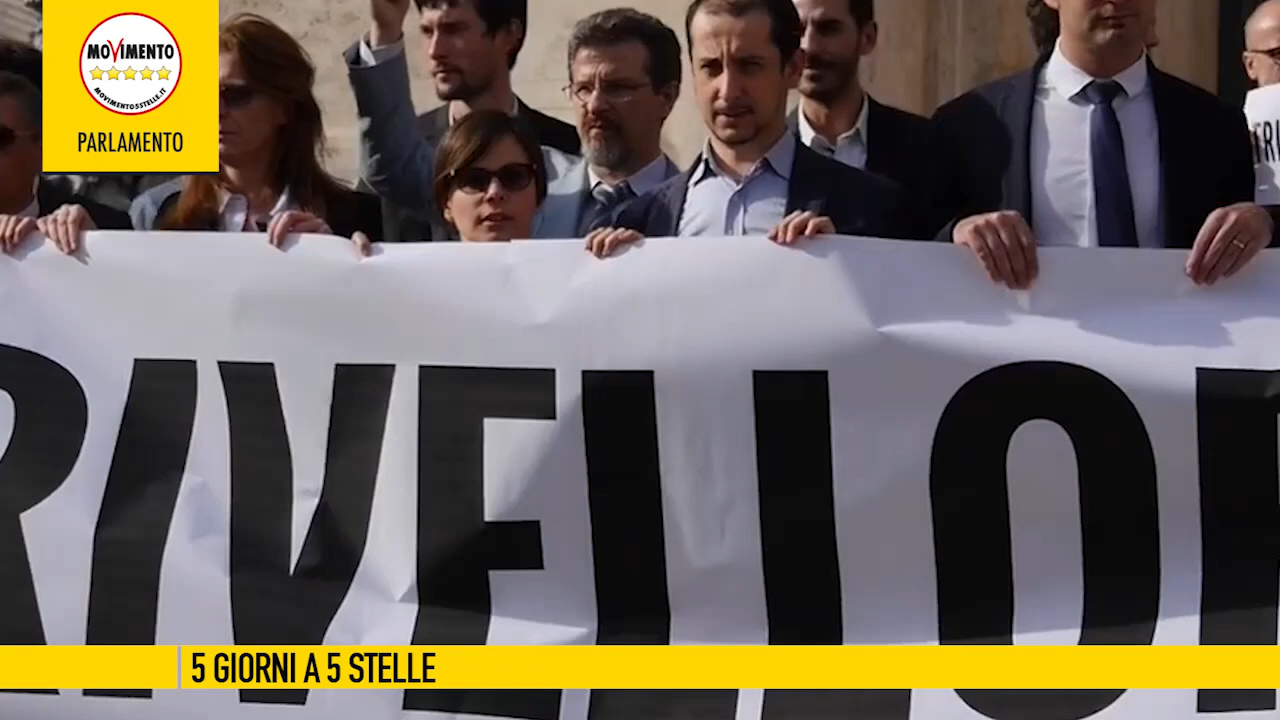 MOVIMENTO
MOVIMENTO5STELLE.IT
PARLAMENTO
RIVELLO
5 GIORNI A 5 STELLE